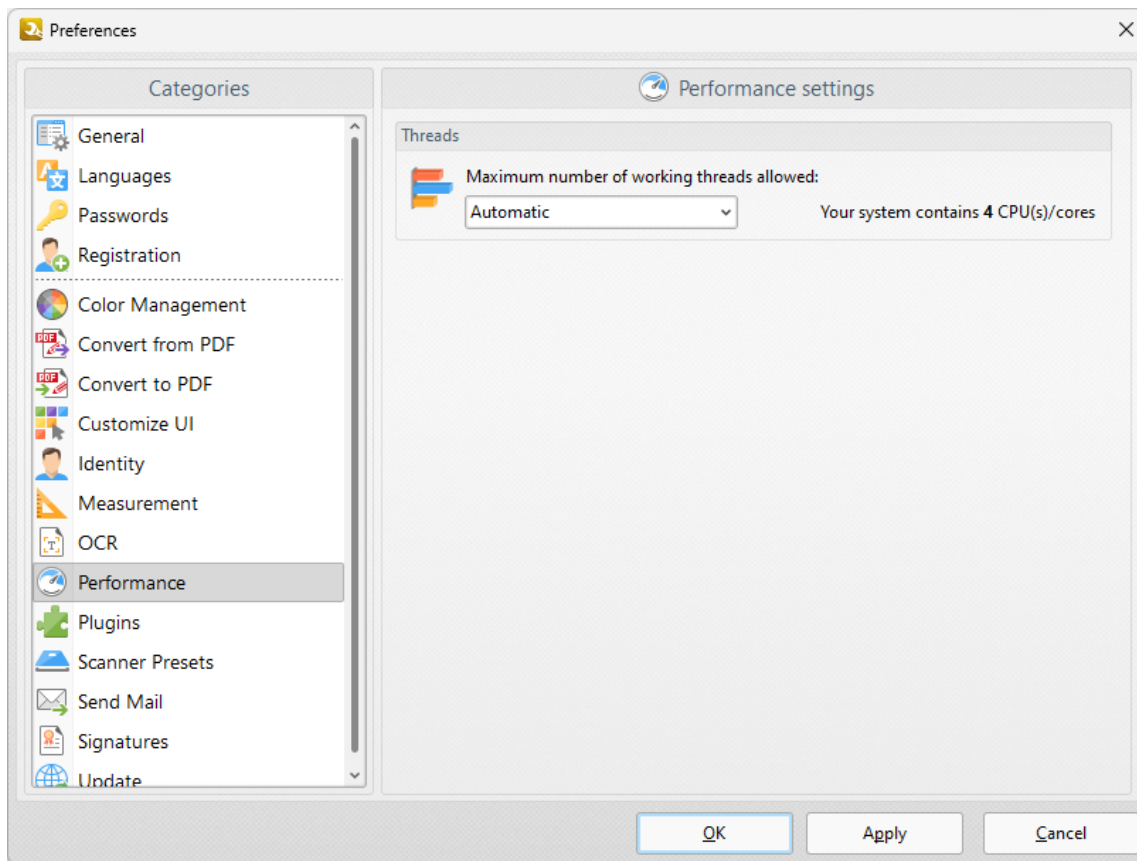 Preferences
Categories
General
Languages
Passwords
Registration
Color Management
Convert from PDF
Convert to PDF
Customize UI
Identity
Measurement
OCR
Performance
Plugins
Scanner Presets
Send Mail
Signatures
Update
Performance settings
Threads
Maximum number of working threads allowed:
Automatic
Your system contains 4 CPU(s)/cores
OK
Apply
Cancel